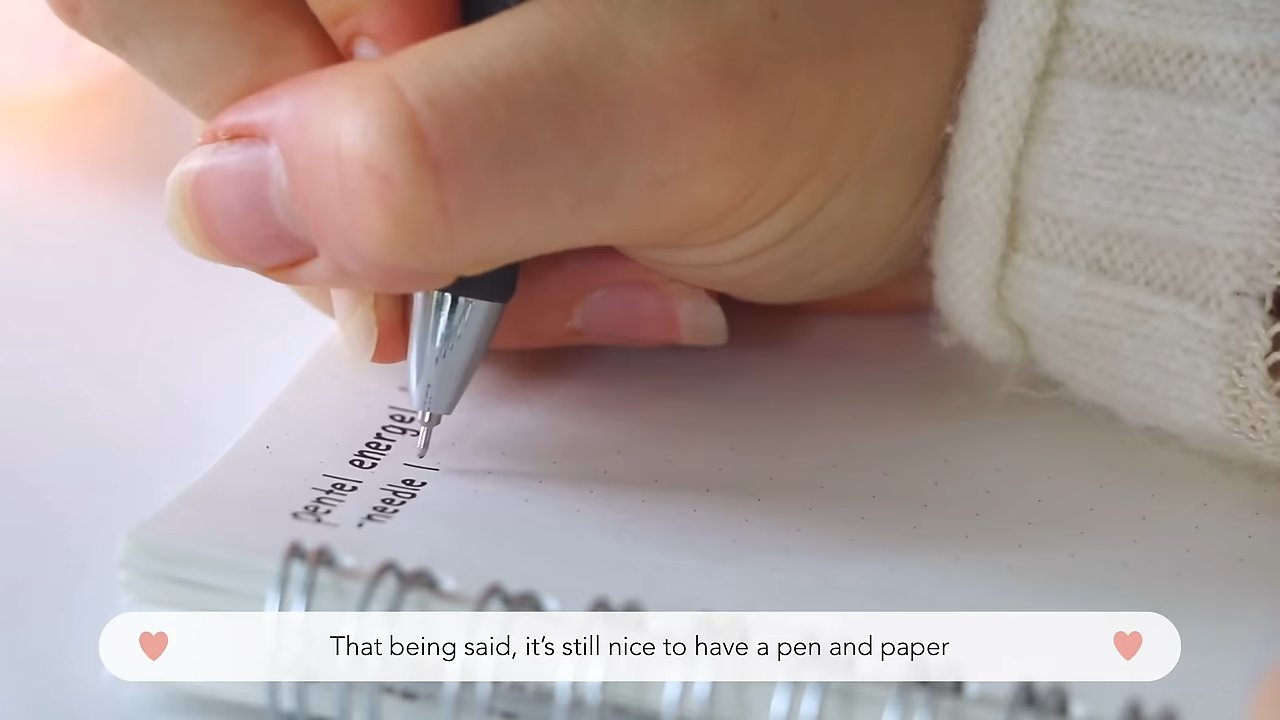 pentel energel
"needle
That being said, it's still nice to have a pen and paper